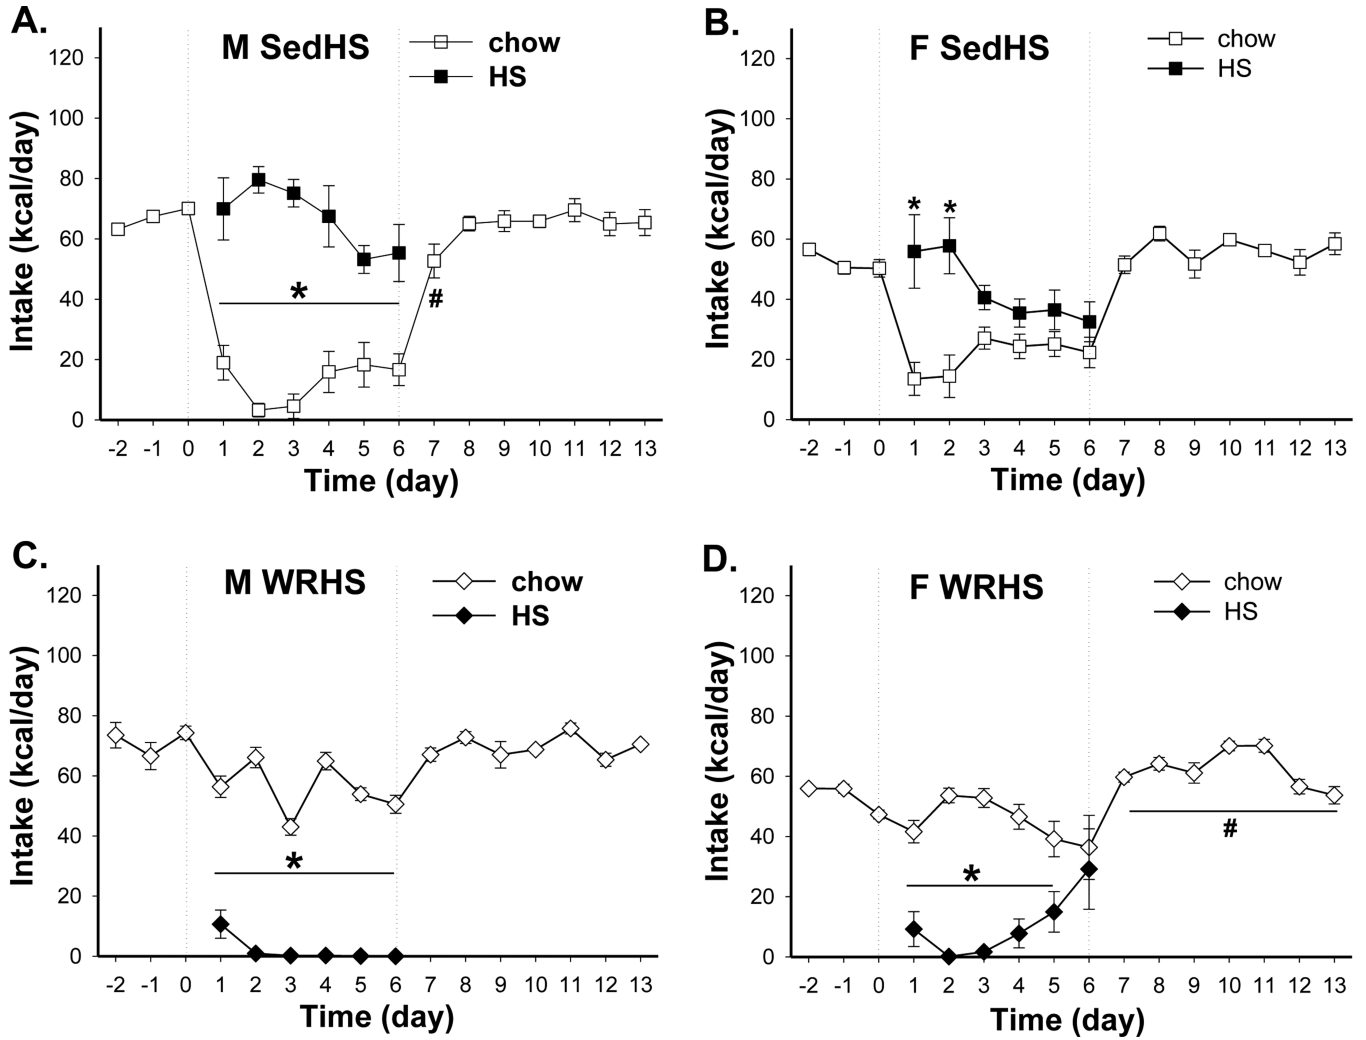 A.
M SedHS
chow
HS
120
100
80
60
40
20
0
Intake (kcal/day)
*
#
-2 -1 0 1 2 3 4 5 6 7 8 9 10 11 12 13
Time (day)
B.
F SedHS
chow
HS
120
100
80
60
40
20
0
Intake (kcal/day)
* *
-2 -1 0 1 2 3 4 5 6 7 8 9 10 11 12 13
Time (day)
C.
M WRHS
chow
HS
120
100
80
60
40
20
0
Intake (kcal/day)
*
-2 -1 0 1 2 3 4 5 6 7 8 9 10 11 12 13
Time (day)
D.
F WRHS
chow
HS
120
100
80
60
40
20
0
Intake (kcal/day)
*
#
-2 -1 0 1 2 3 4 5 6 7 8 9 10 11 12 13
Time (day)